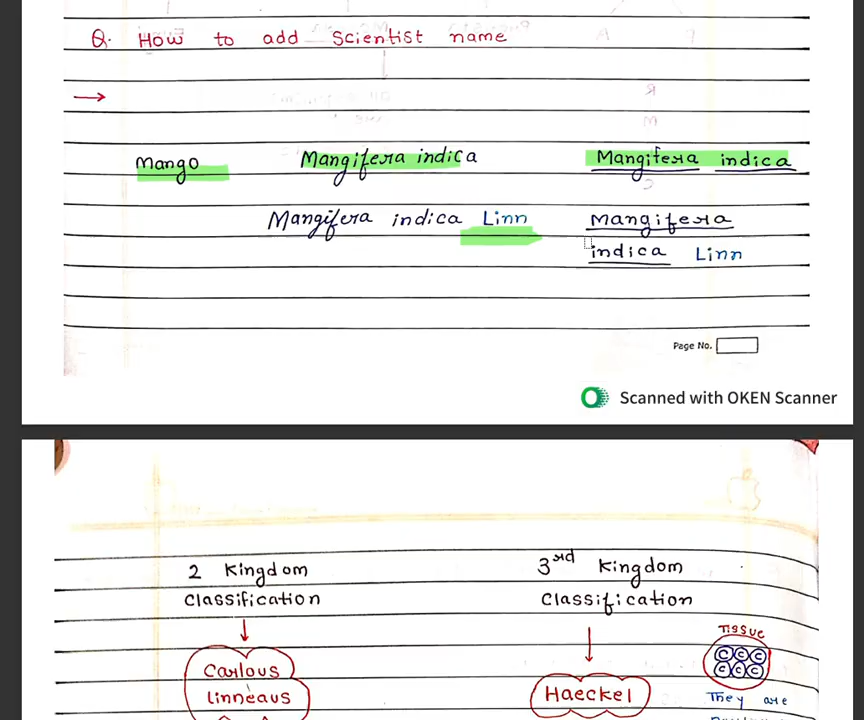 Q. How to add Scientist name
→
Mango Mangifera indica Mangifera indica
Mangifera indica Linn Mangifera
indica Linn
Page No.
Scanned with OKEN Scanner
2 Kingdom 3rd Kingdom
Classification Classification
Tissue
Carlous
Linneaus
Haeckel
C C C
C C C
They are